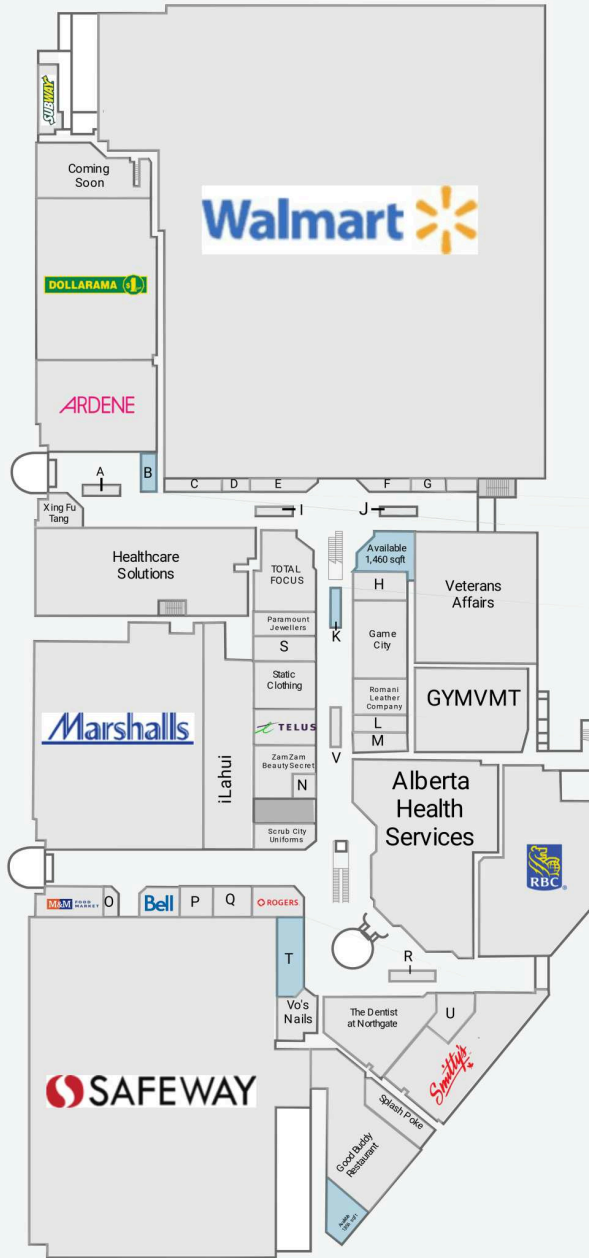 SUBWAY
Coming
Soon
Walmart
DOLLARAMA $1
ARDENE
A
B
C
D
E
F
G
Xing Fu
Tang
I
J
Healthcare
Solutions
TOTAL
FOCUS
Available
1,460 sqft
H
Veterans
Affairs
Paramount
Jewellers
K
S
Game
City
Static
Clothing
Romani
Leather
Company
GYMVMT
Marshalls
iLahui
TELUS
L
M
V
ZamZam
BeautySecret
N
Alberta
Health
Services
Scrub City
Uniforms
RBC
M&M FOOD
MARKET
O
Bell
P
Q
ROGERS
T
R
Vo's
Nails
The Dentist
at Northgate
U
Smitty's
SAFEWAY
Splash Poke
Good Buddy
Restaurant